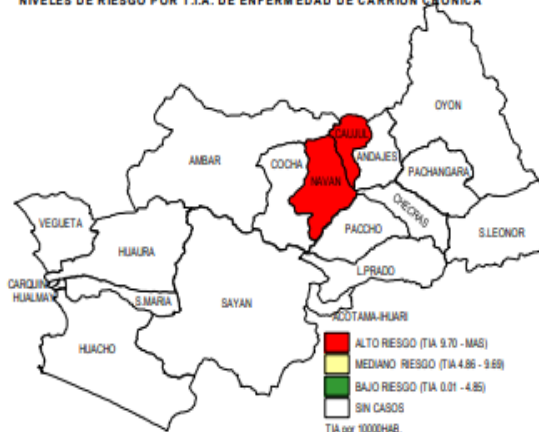 NIVELES DE RIESGO POR T.I.A. DE ENFERMEDAD DE CARRION CRONICA
OYON
CAUJUL
AMBAR
COCHA
ANDAJES
NAVAN
PACHANGARA
CHECRAS
VEGUETA
PACCHO
S.LEONOR
HUAURA
L.PRADO
CARQUIN
HUALMAY
S.MARIA
SAYAN
ACOTAMA-IHUARI
HUACHO
ALTO RIESGO (TIA 9.70 - MAS)
MEDIANO RIESGO (TIA 4.86 - 9.69)
BAJO RIESGO (TIA 0.01 - 4.85)
SIN CASOS
TIA por 10000HAB.